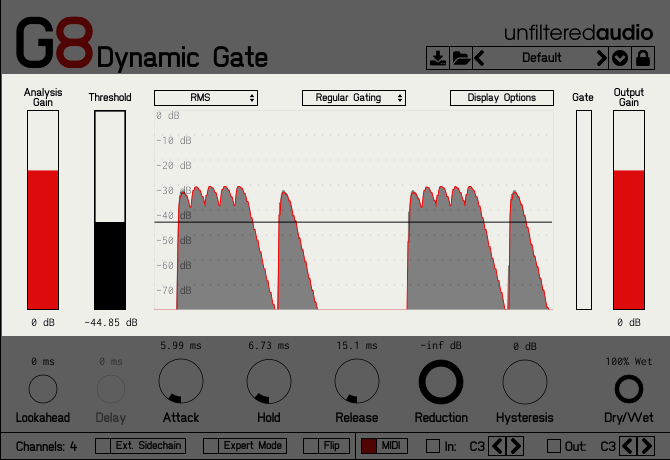 G8 Dynamic Gate
unfilteredaudio
Default
Analysis Gain
Threshold
RMS
Regular Gating
Display Options
Gate
Output Gain
0 dB
-10 dB
-20 dB
-30 dB
-40 dB
-50 dB
-60 dB
-70 dB
0 dB
-44.85 dB
0 dB
5.99 ms
6.73 ms
15.1 ms
-inf dB
0 dB
0 ms
0 ms
100% Wet
Lookahead
Delay
Attack
Hold
Release
Reduction
Hysteresis
Dry/Wet
Channels: 4
Ext. Sidechain
Expert Mode
Flip
MIDI
In: C3
Out: C3